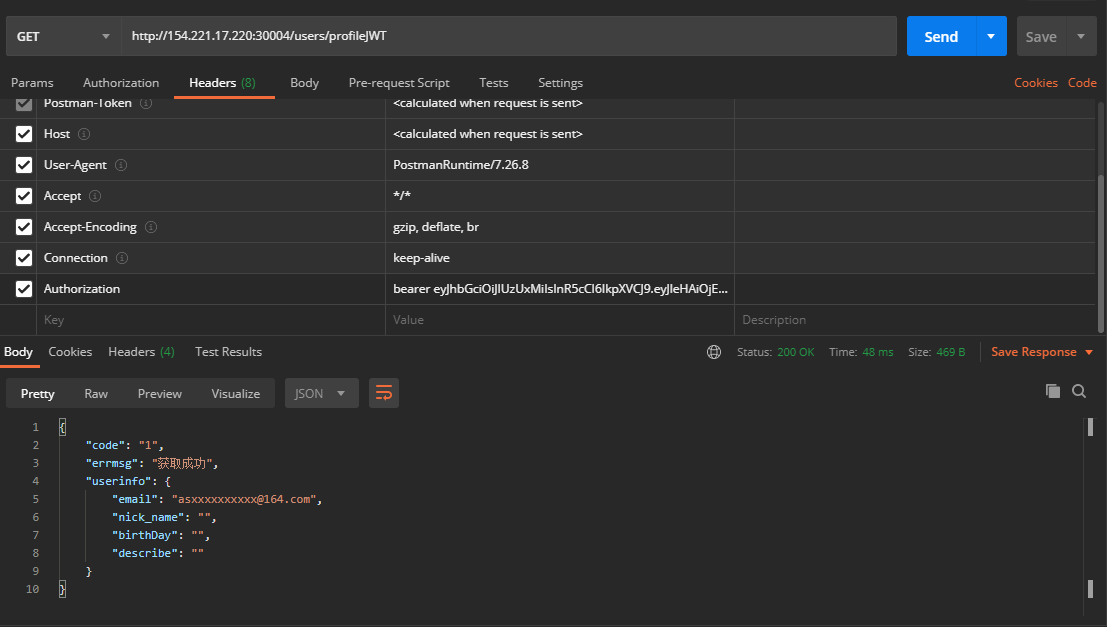 GET http://154.221.17.220:30004/users/profileJWT Send Save
Params Authorization Headers (8) Body Pre-request Script Tests Settings Cookies Code
Postman-Token <calculated when request is sent>
Host <calculated when request is sent>
User-Agent PostmanRuntime/7.26.8
Accept */*
Accept-Encoding gzip, deflate, br
Connection keep-alive
Authorization bearer eyJhbGciOiJIUzUxMiIsInR5cCI6IkpXVCJ9.eyJleHAiOjE...
Key Value Description
Body Cookies Headers (4) Test Results Status: 200 OK Time: 48 ms Size: 469 B Save Response
Pretty Raw Preview Visualize JSON
1 {
2 "code": "1",
3 "errmsg": "获取成功",
4 "userinfo": {
5 "email": "asxxxxxxxxxx@164.com",
6 "nick_name": "",
7 "birthDay": "",
8 "describe": ""
9 }
10 }